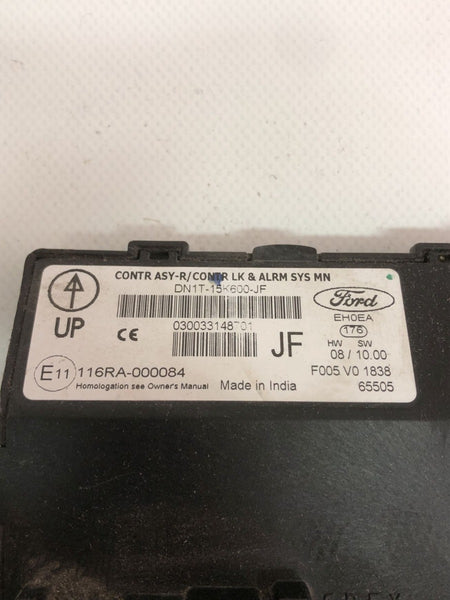 CONTR ASY-R/CONTR LK & ALRM SYS MN
DN1T-15K600-JF
Ford
UP
CE
030033148701
EH0EA
176
JF
HW SW
08 / 10.00
E11 116RA-000084
F005 V0 1838
Homologation see Owner's Manual
Made in India
65505